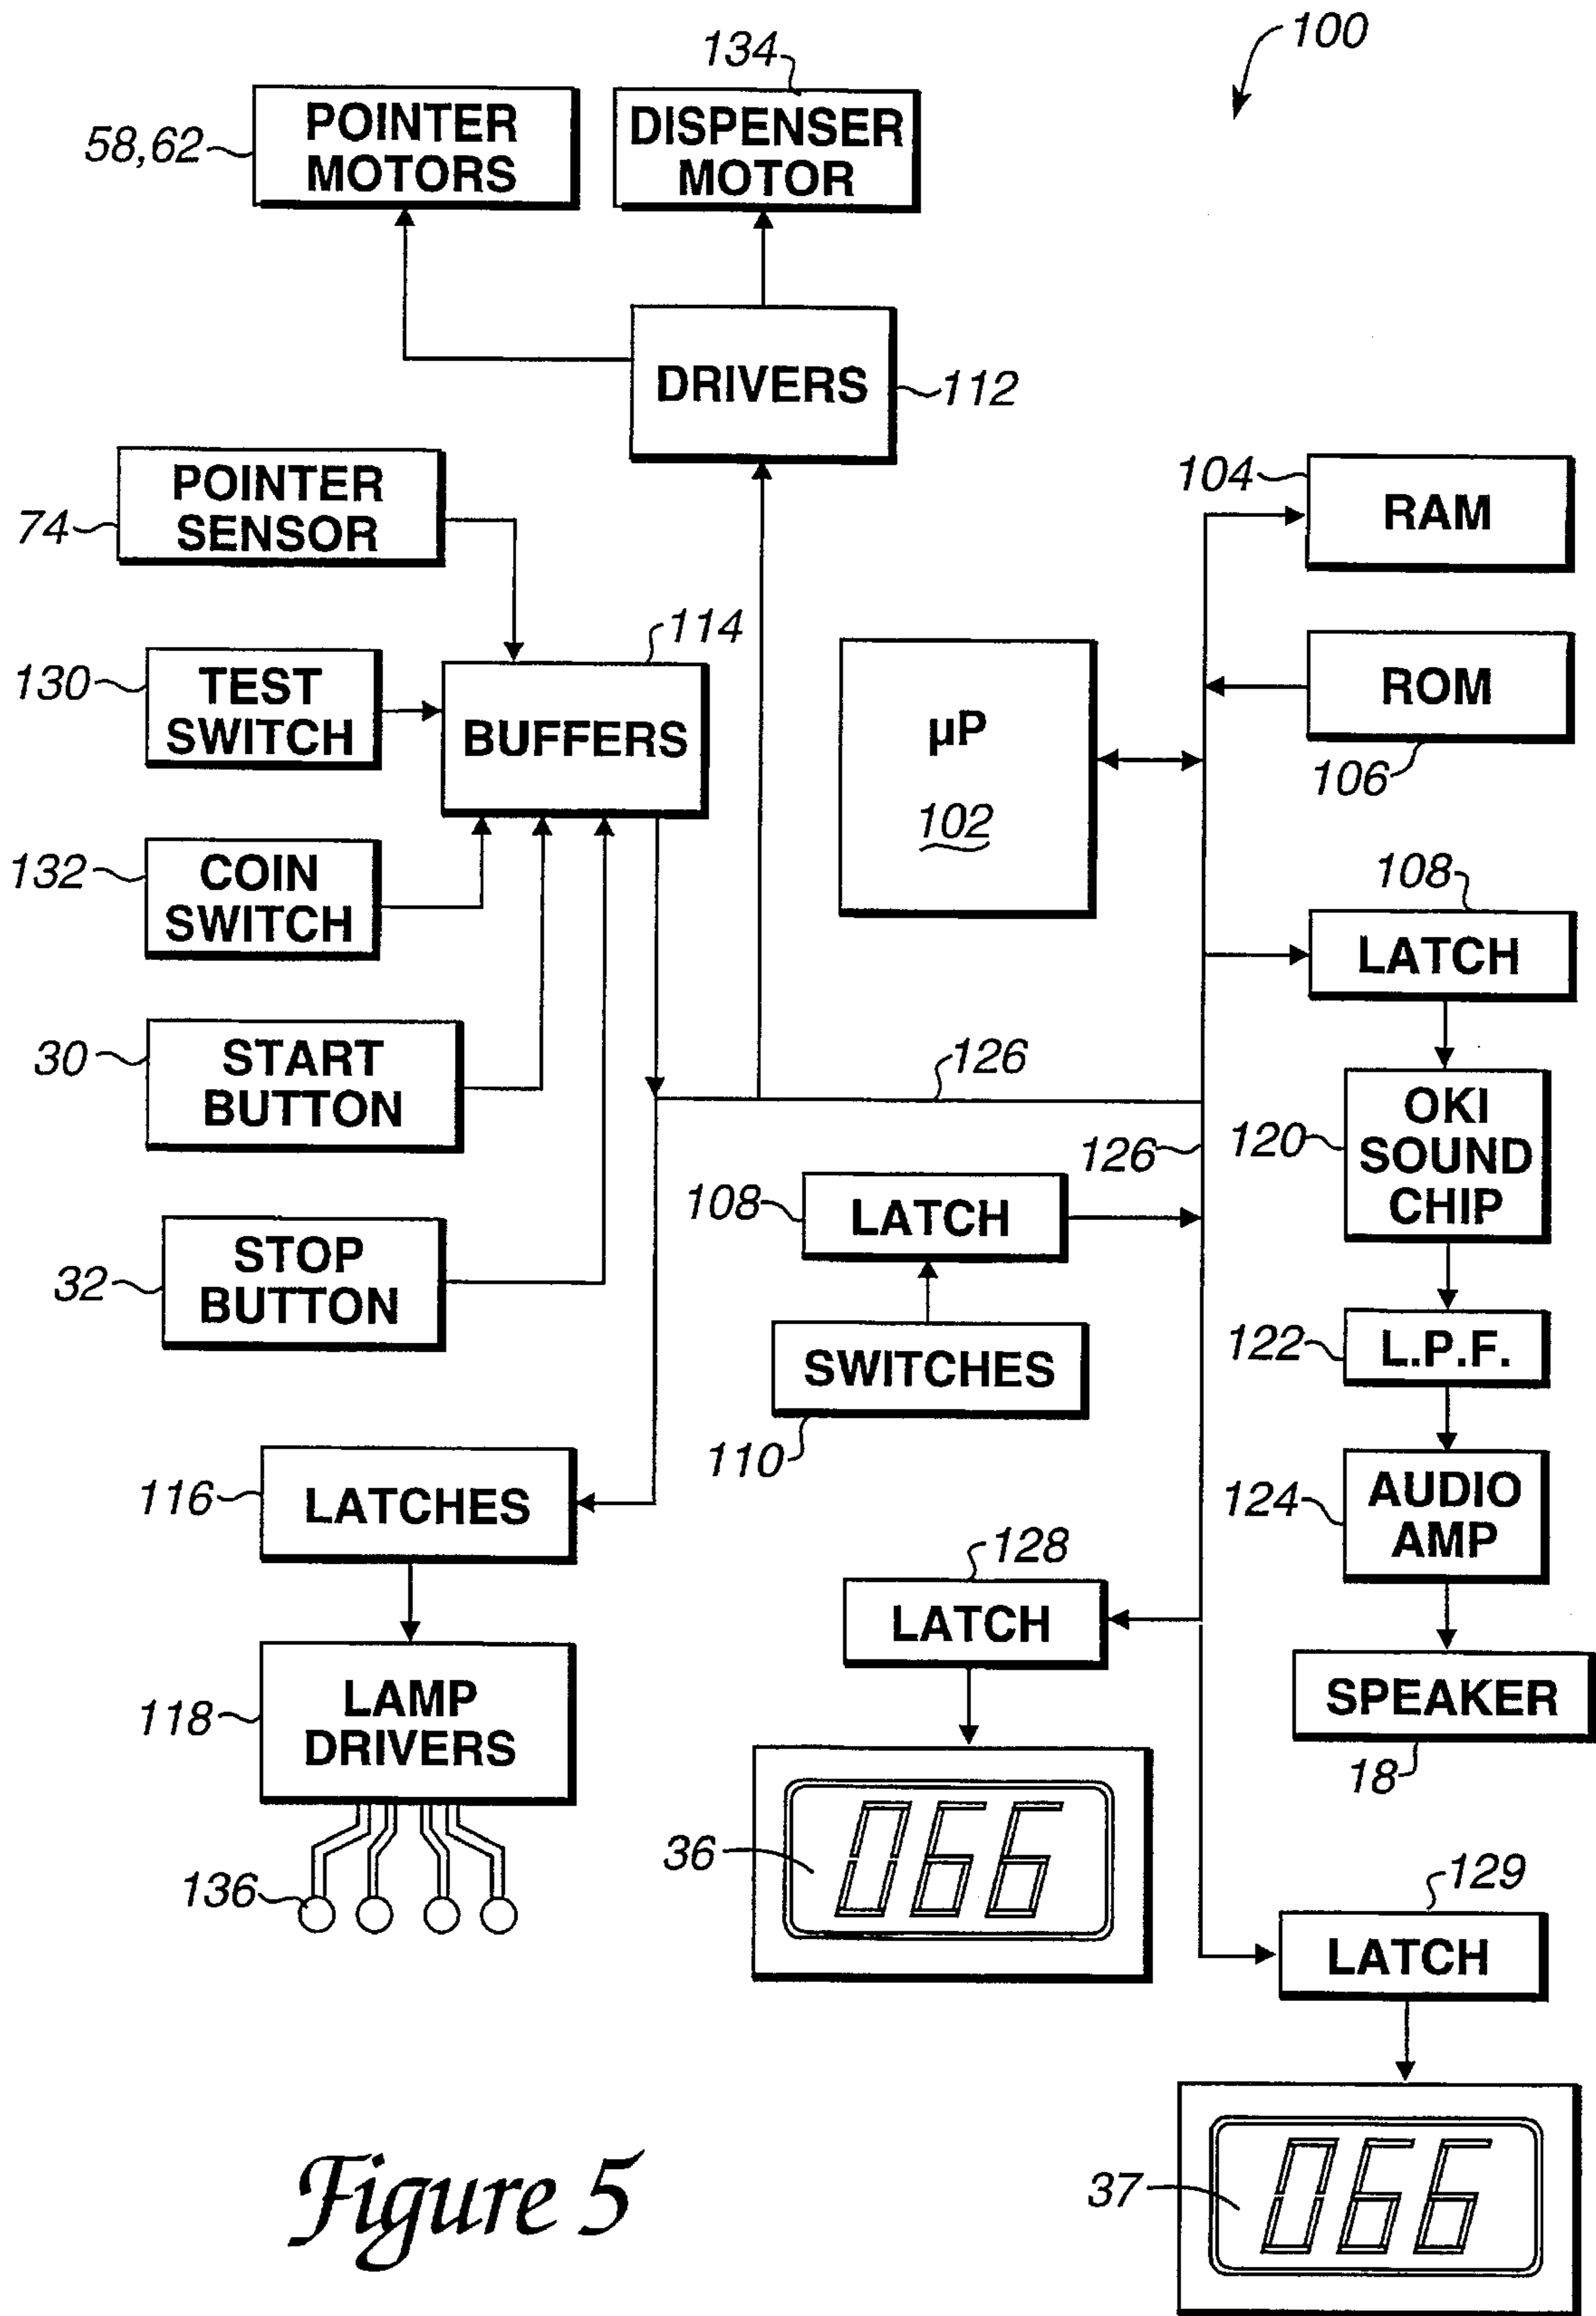 100
134
58,62
POINTER
MOTORS
DISPENSER
MOTOR
DRIVERS
112
74
POINTER
SENSOR
104
RAM
114
130
TEST
SWITCH
BUFFERS
µP
102
ROM
106
132
COIN
SWITCH
108
LATCH
30
START
BUTTON
126
126
120
OKI
SOUND
CHIP
108
LATCH
32
STOP
BUTTON
SWITCHES
110
122
L.P.F.
116
LATCHES
124
AUDIO
AMP
128
LATCH
118
LAMP
DRIVERS
SPEAKER
18
136
36
066
129
LATCH
37
066
Figure 5